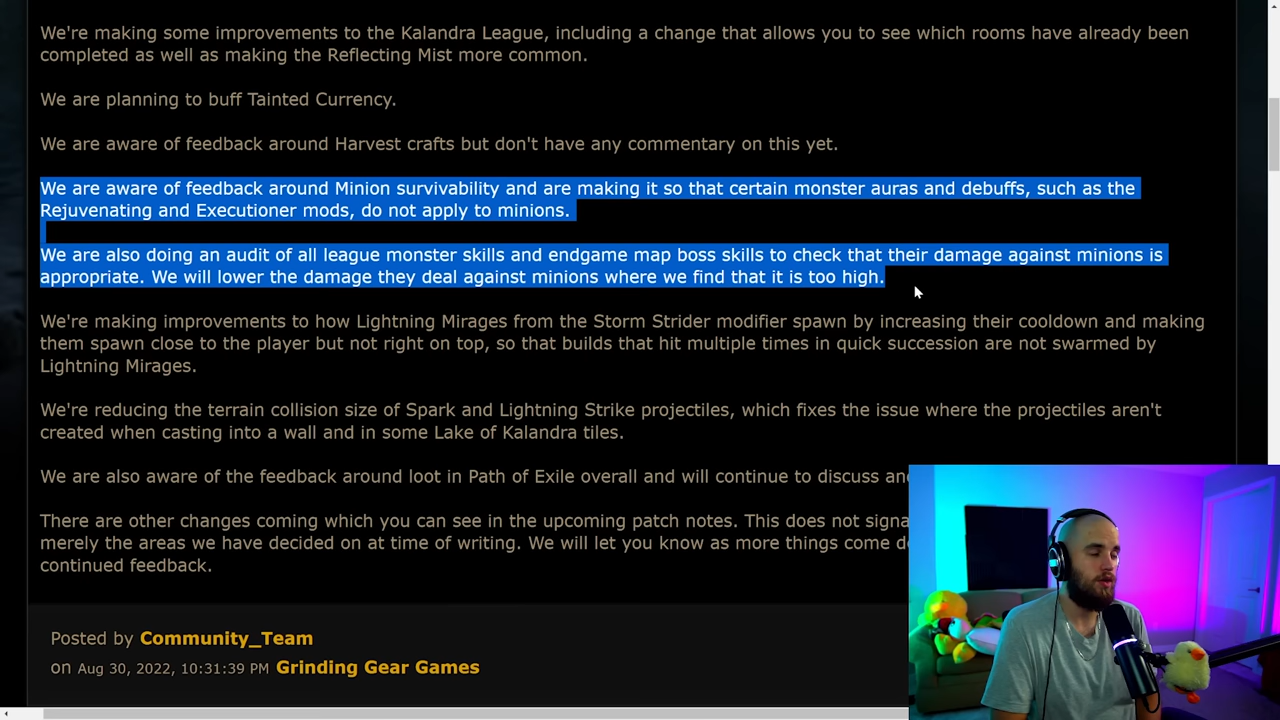 We're making some improvements to the Kalandra League, including a change that allows you to see which rooms have already been
completed as well as making the Reflecting Mist more common.
We are planning to buff Tainted Currency.
We are aware of feedback around Harvest crafts but don't have any commentary on this yet.
We are aware of feedback around Minion survivability and are making it so that certain monster auras and debuffs, such as the
Rejuvenating and Executioner mods, do not apply to minions.
We are also doing an audit of all league monster skills and endgame map boss skills to check that their damage against minions is
appropriate. We will lower the damage they deal against minions where we find that it is too high.
We're making improvements to how Lightning Mirages from the Storm Strider modifier spawn by increasing their cooldown and making
them spawn close to the player but not right on top, so that builds that hit multiple times in quick succession are not swarmed by
Lightning Mirages.
We're reducing the terrain collision size of Spark and Lightning Strike projectiles, which fixes the issue where the projectiles aren't
created when casting into a wall and in some Lake of Kalandra tiles.
We are also aware of the feedback around loot in Path of Exile overall and will continue to discuss
There are other changes coming which you can see in the upcoming patch notes. This does not
merely the areas we have decided on at time of writing. We will let you know as more things come
continued feedback.
Posted by Community_Team
on Aug 30, 2022, 10:31:39 PM Grinding Gear Games